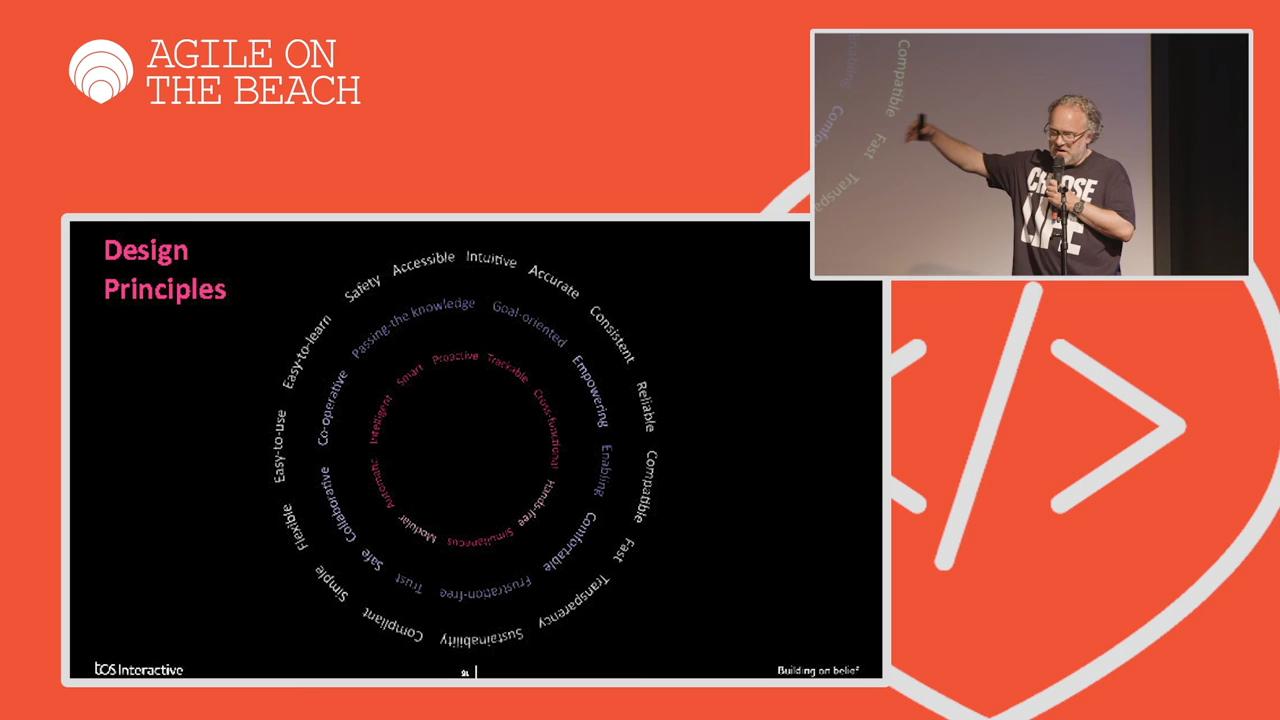 AGILE ON
THE BEACH
Compatible
Fast
CHOOSE
LIFE
Design
Principles
Safety
Accessible
Intuitive
Accurate
Consistent
Reliable
Compatible
Fast
Transparency
Sustainability
Compliant
Simple
Flexible
Easy-to-use
Easy-to-learn
Passing-the knowledge
Goal-oriented
Empowering
Enabling
Comfortable
Frustration-free
Trust
Safe
Collaborative
Co-operative
Smart
Proactive
Trackable
Cross-functional
Hands-free
Simultaneous
Modular
Automatic
Intelligent
tcs Interactive
Building on belief